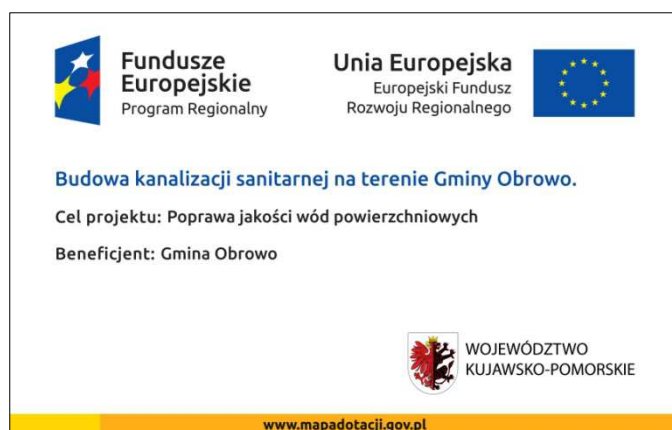 Fundusze
Europejskie
Program Regionalny
Unia Europejska
Europejski Fundusz
Rozwoju Regionalnego
Budowa kanalizacji sanitarnej na terenie Gminy Obrowo.
Cel projektu: Poprawa jakości wód powierzchniowych
Beneficjent: Gmina Obrowo
WOJEWÓDZTWO
KUJAWSKO-POMORSKIE
www.mapadotacji.gov.pl